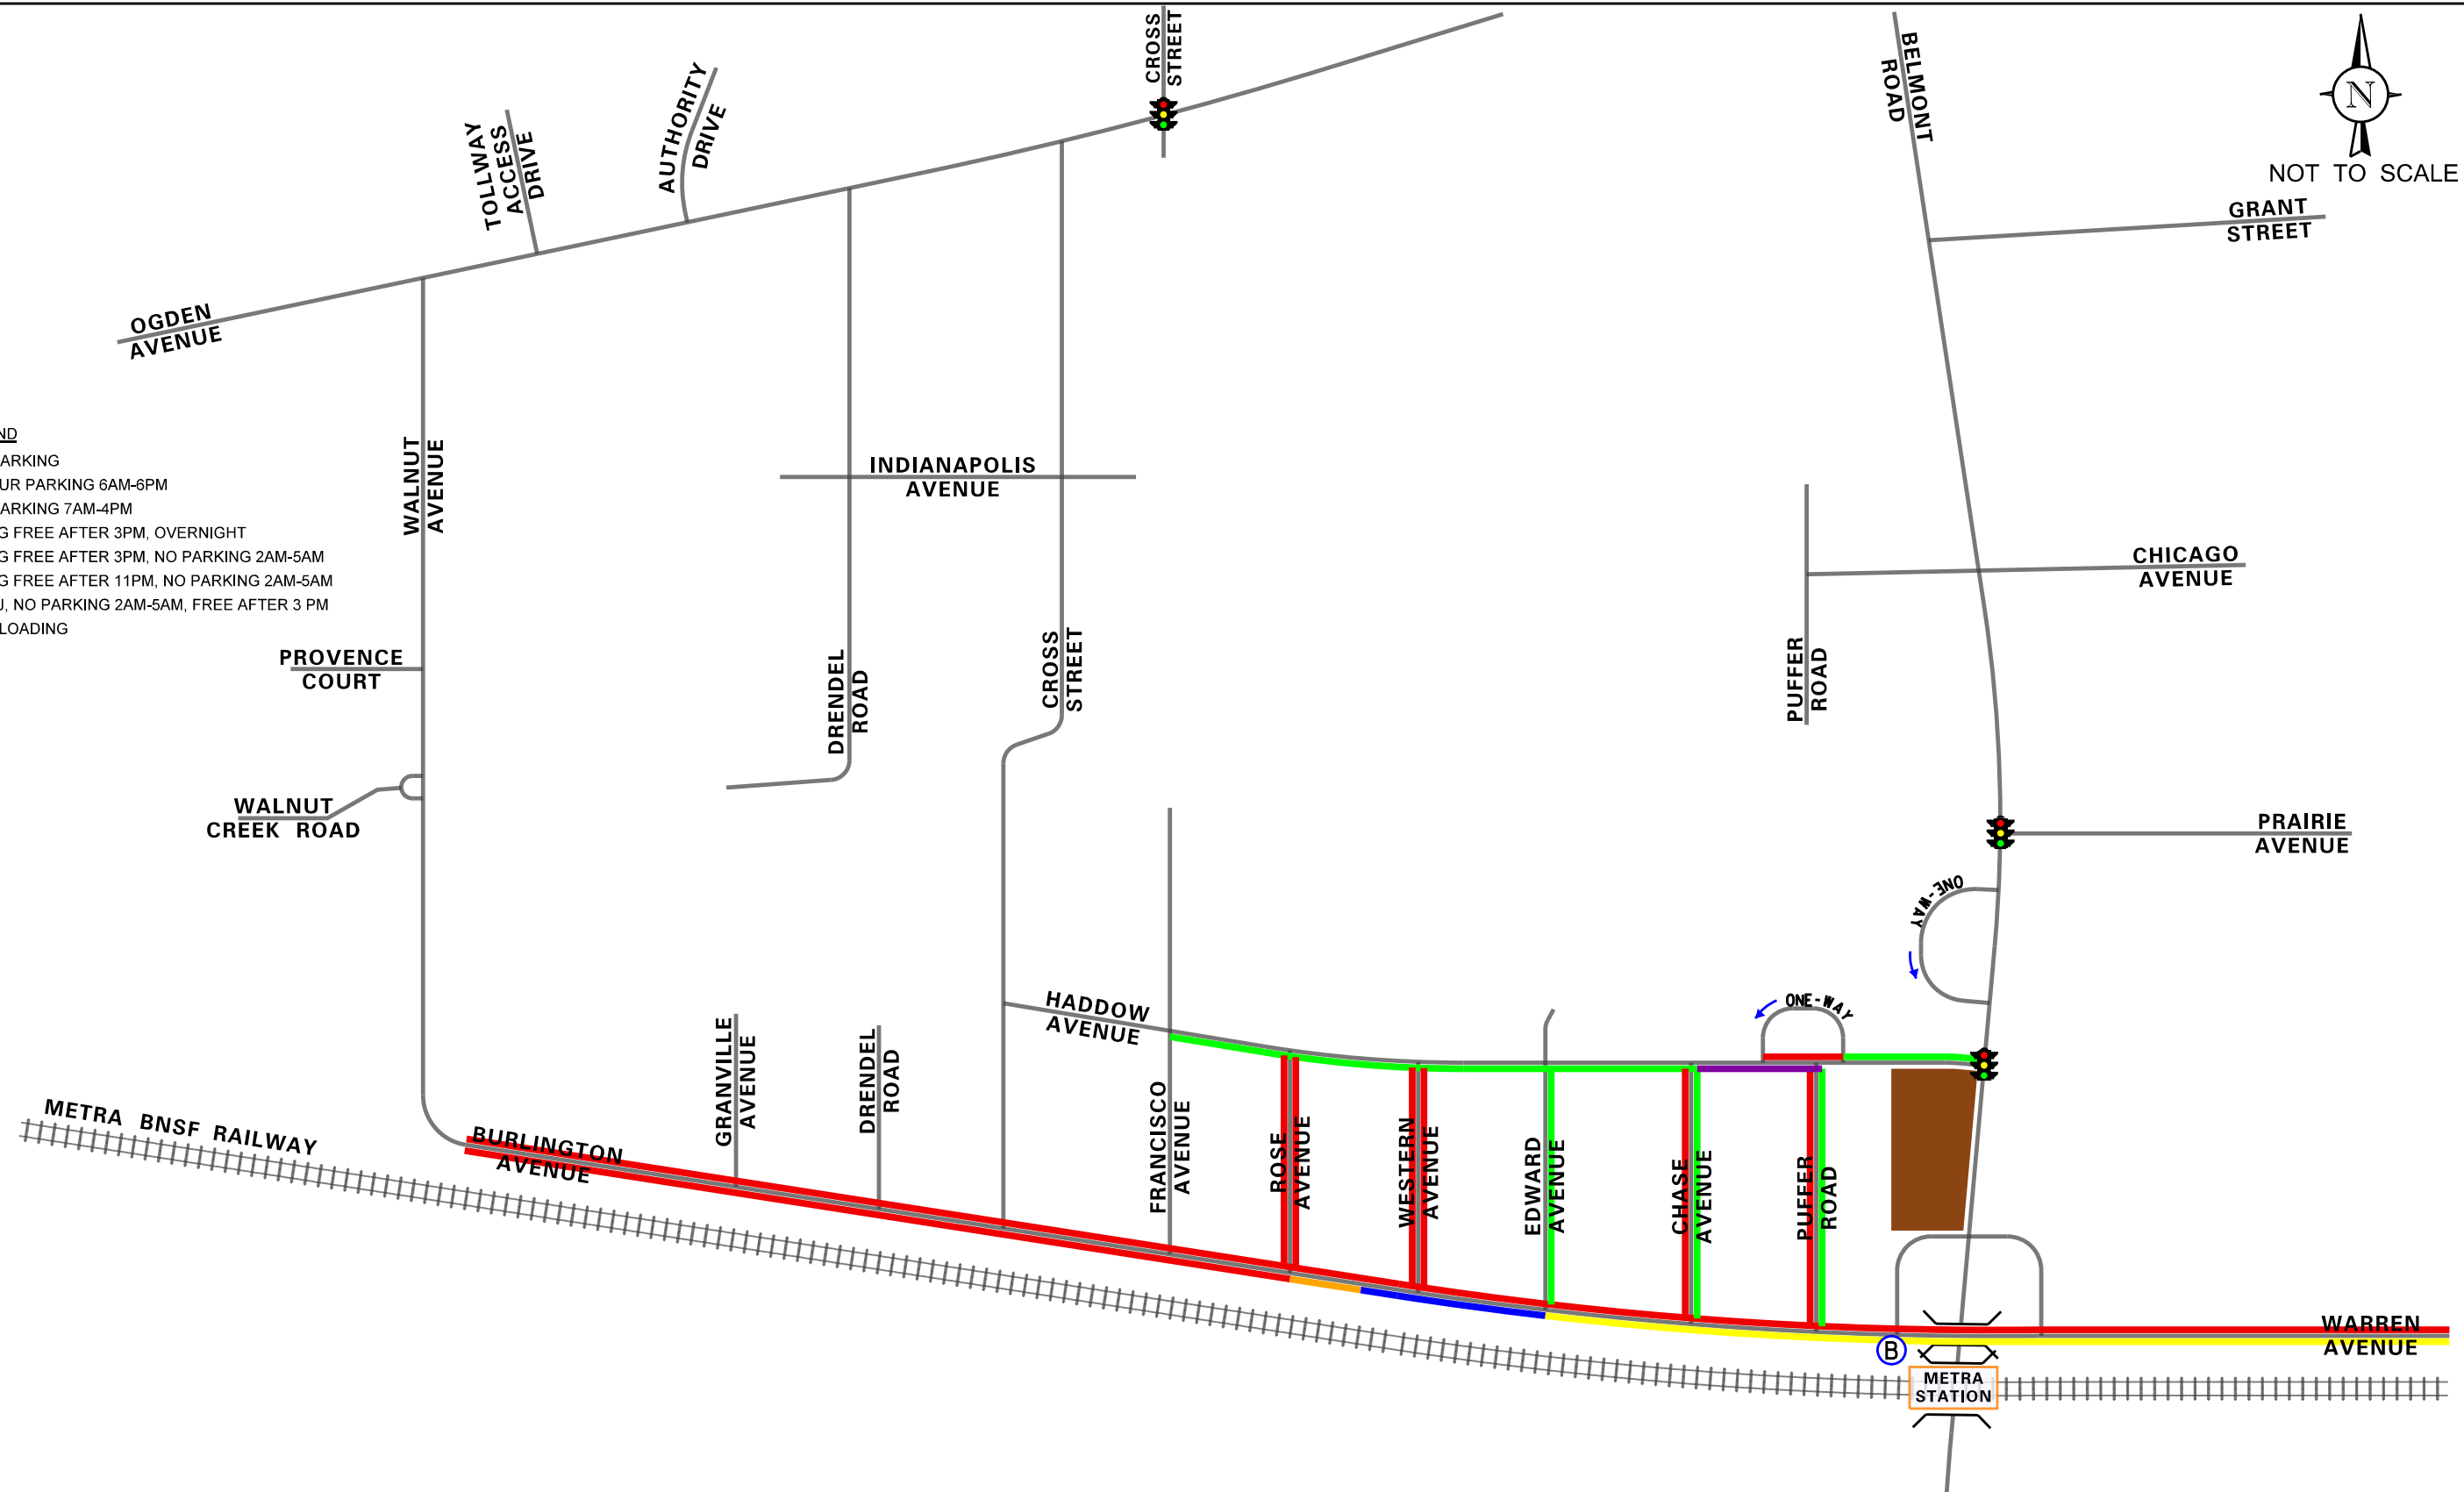 CROSS
STREET
BELMONT
ROAD
N
NOT TO SCALE
AUTHORITY
DRIVE
TOLLWAY
ACCESS
DRIVE
GRANT
STREET
OGDEN
AVENUE
ND
ARKING
UR PARKING 6AM-6PM
ARKING 7AM-4PM
G FREE AFTER 3PM, OVERNIGHT
G FREE AFTER 3PM, NO PARKING 2AM-5AM
G FREE AFTER 11PM, NO PARKING 2AM-5AM
, NO PARKING 2AM-5AM, FREE AFTER 3 PM
LOADING
WALNUT
AVENUE
INDIANAPOLIS
AVENUE
CHICAGO
AVENUE
PROVENCE
COURT
DRENDEL
ROAD
CROSS
STREET
PUFFER
ROAD
WALNUT
CREEK ROAD
PRAIRIE
AVENUE
ONE-WAY
HADDOW
AVENUE
ONE-WAY
METRA BNSF RAILWAY
BURLINGTON
AVENUE
GRANVILLE
AVENUE
DRENDEL
ROAD
FRANCISCO
AVENUE
ROSE
AVENUE
WESTERN
AVENUE
EDWARD
AVENUE
CHASE
AVENUE
PUFFER
ROAD
WARREN
AVENUE
B
METRA
STATION